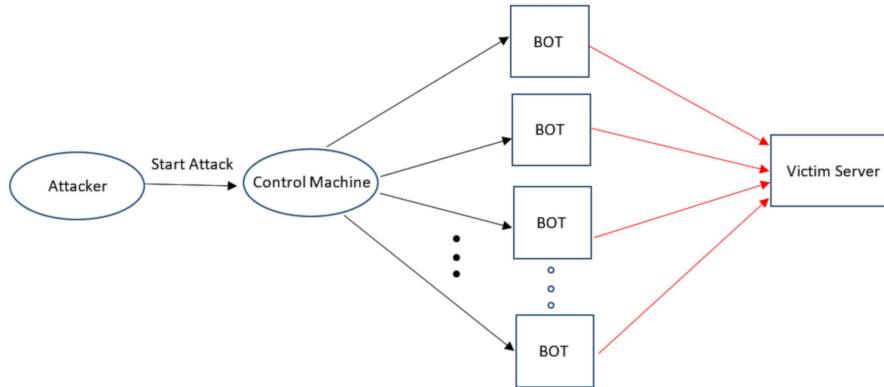 BOT
BOT
Start Attack
Attacker
Control Machine
Victim Server
BOT
BOT